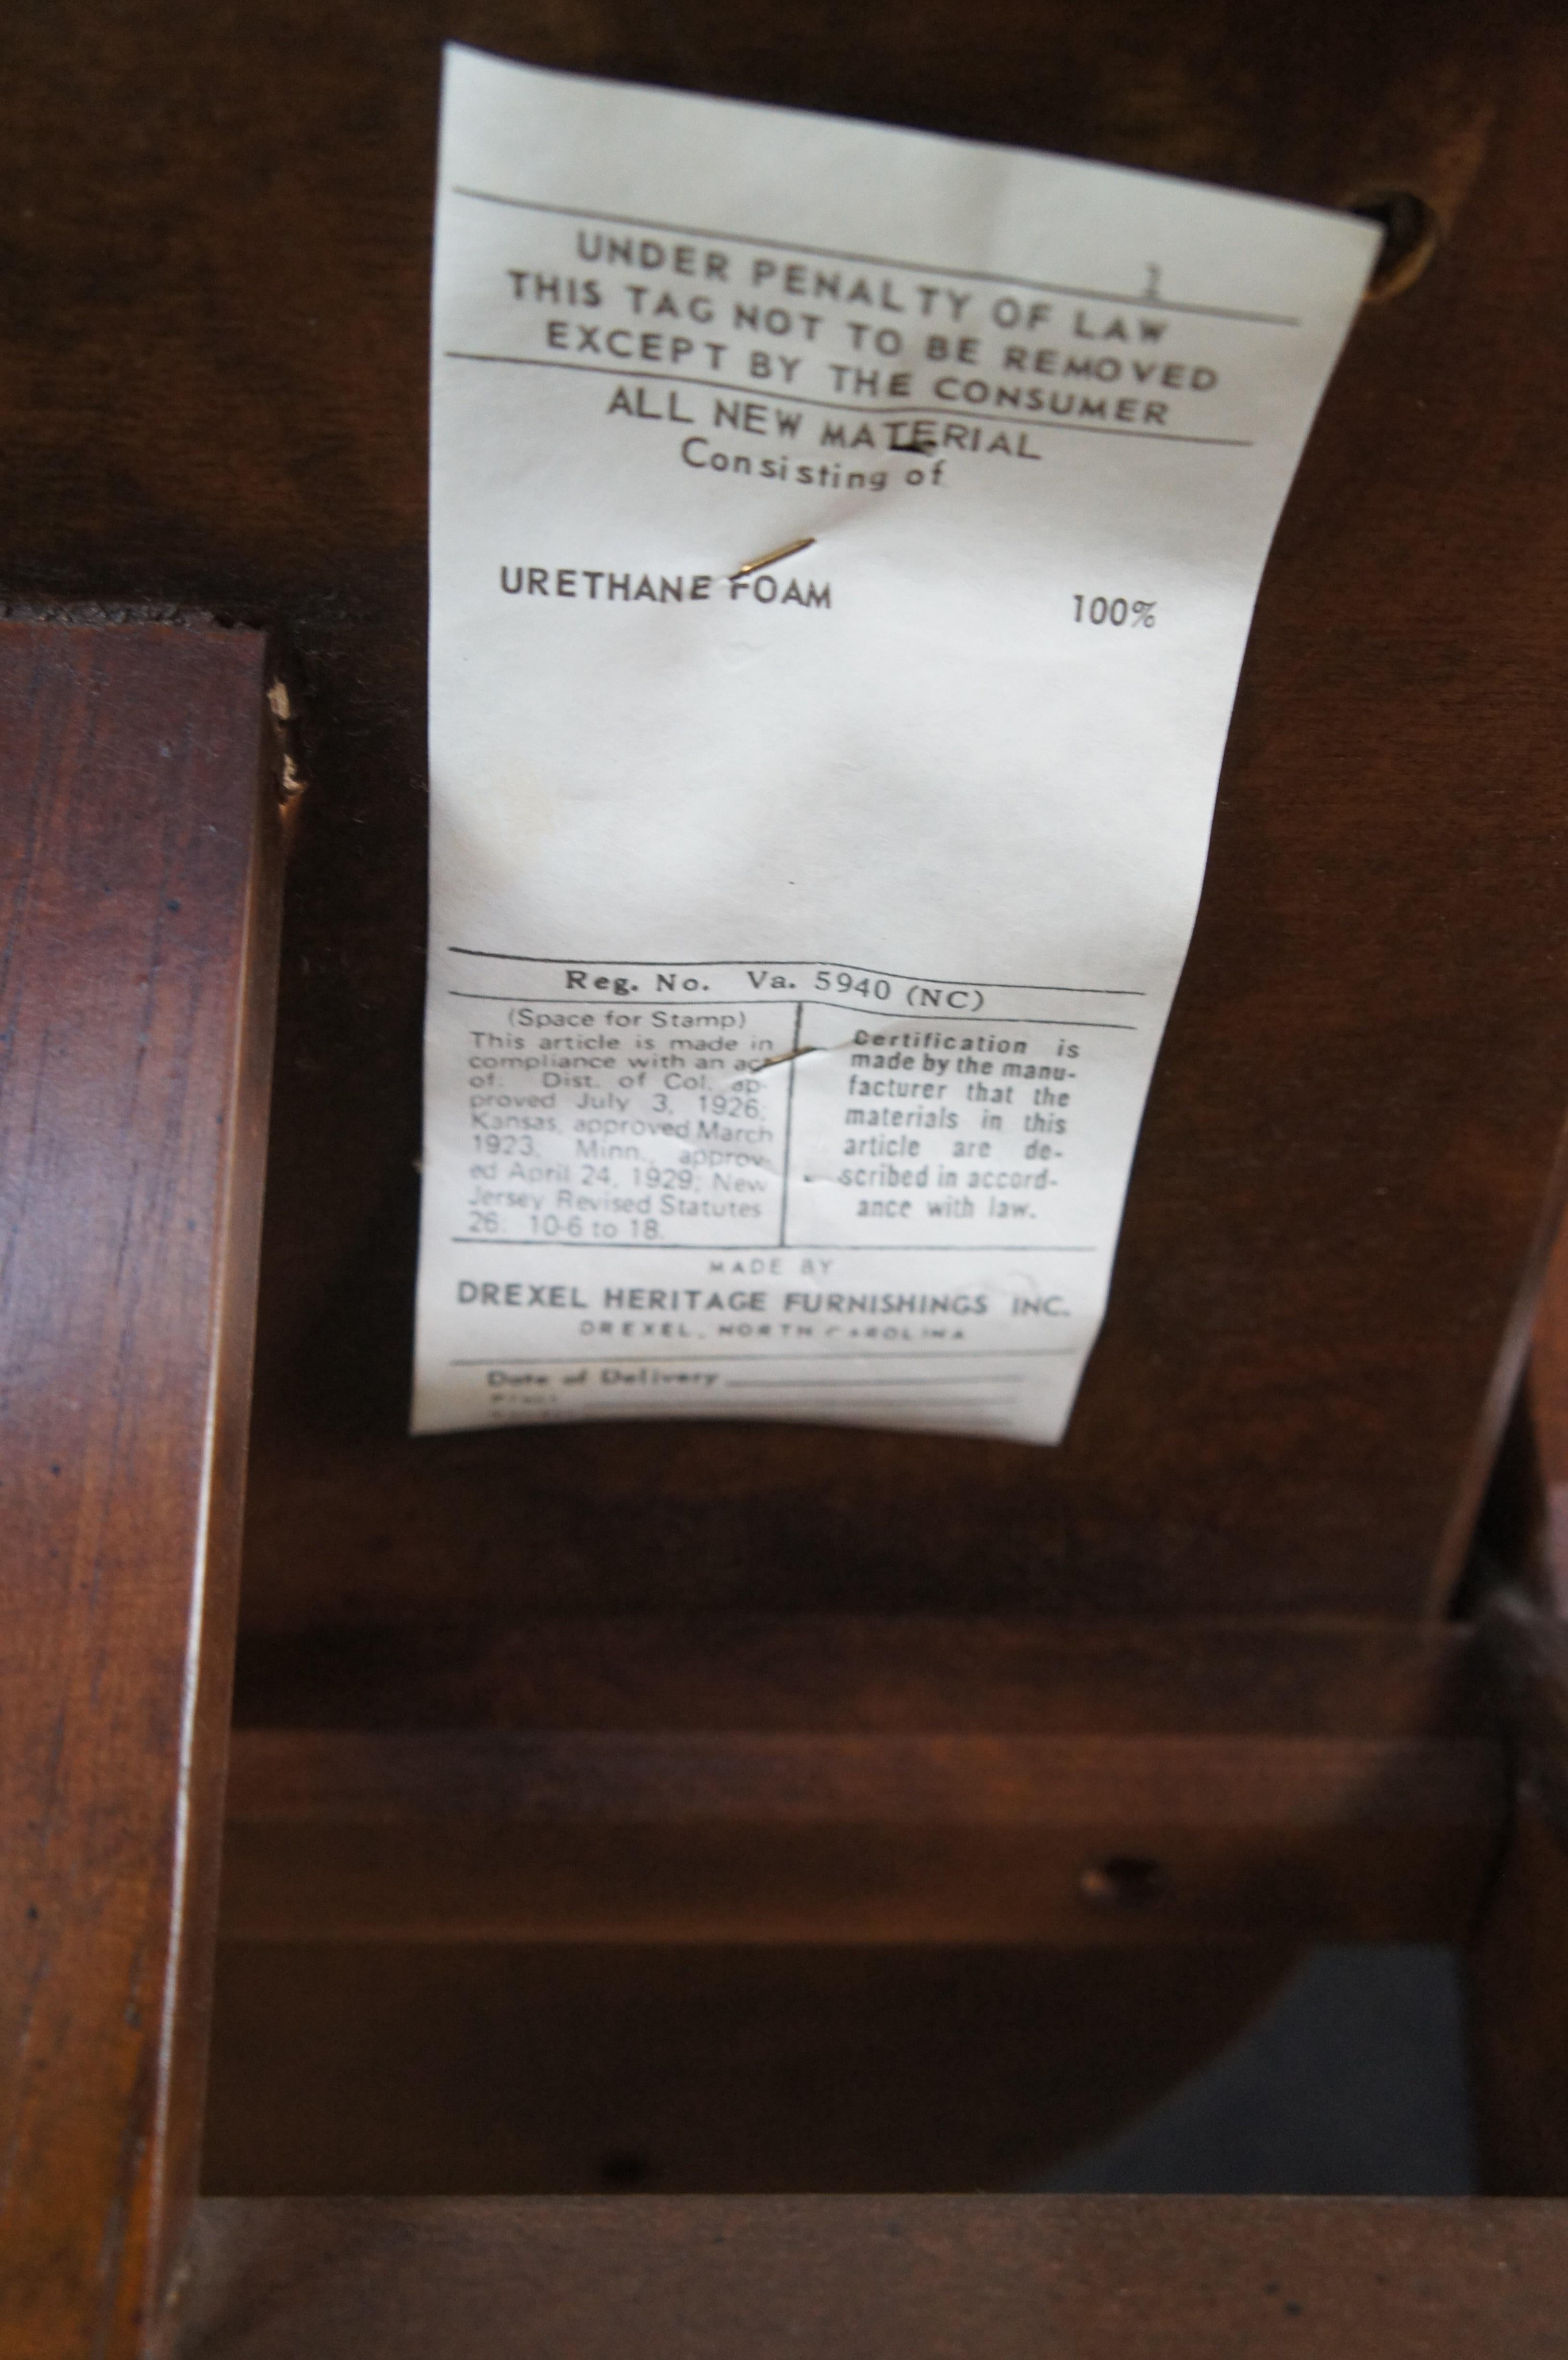 1
UNDER PENALTY OF LAW
THIS TAG NOT TO BE REMOVED
EXCEPT BY THE CONSUMER
ALL NEW MATERIAL
Consisting of
URETHANE FOAM 100%
Reg. No. Va. 5940 (NC)
(Space for Stamp)
This article is made in
compliance with an act
of: Dist. of Col. ap-
proved July 3, 1926;
Kansas, approved March
1923, Minn., approv-
ed April 24, 1929; New
Jersey Revised Statutes
26: 10-6 to 18.
Certification is
made by the manu-
facturer that the
materials in this
article are de-
scribed in accord-
ance with law.
MADE BY
DREXEL HERITAGE FURNISHINGS INC.
DREXEL, NORTH CAROLINA
Date of Delivery